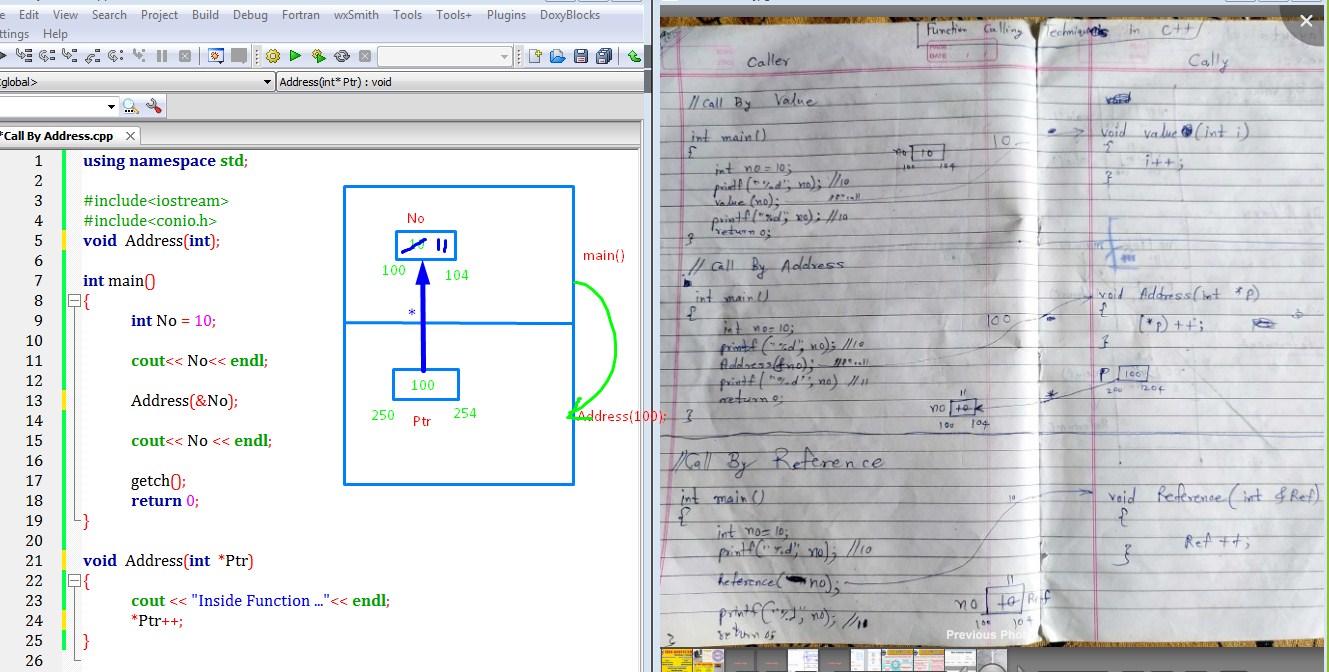 Edit View Search Project Build Debug Fortran wxSmith Tools Tools+ Plugins DoxyBlocks
ttings Help
global>
Address(int* Ptr) : void
*Call By Address.cpp
1 using namespace std;
2
3 #include<iostream>
4 #include<conio.h>
5 void Address(int);
6
7 int main()
8 {
9 int No = 10;
10
11 cout<< No<< endl;
12
13 Address(&No);
14
15 cout<< No << endl;
16
17 getch();
18 return 0;
19 }
20
21 void Address(int *Ptr)
22 {
23 cout << "Inside Function ..."<< endl;
24 *Ptr++;
25 }
26
No
11
100 104
main()
*
100
250 254
Ptr
Address(100);
Function Calling Techniques in C++
Caller
Cally
// Call By Value
int main()
{
int no = 10;
printf("%d", no); //10
value(no);
printf("%d", no); //10
return 0;
}
no 10
100 104
10
void value(int i)
{
i++;
}
// Call By Address
int main()
{
int no = 10;
printf("%d", no); //10
Address(&no);
printf("%d", no) //11
return 0;
}
100
void Address(int *p)
{
(*p)++;
}
P 100
200 204
*
11
no 10
100 104
//Call By Reference
int main()
{
int no = 10;
printf("%d", no); //10
Reference(no);
printf("%d", no); //11
return 0;
}
10
void Reference(int &Ref)
{
Ref ++;
}
11
no 10 Ref
100 104
Previous Pho